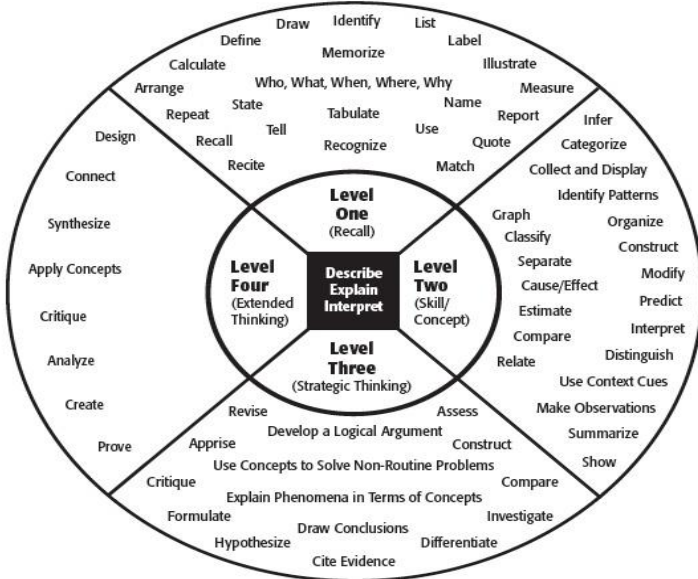 Draw
Identify
List
Define
Memorize
Label
Calculate
Illustrate
Arrange
Who, What, When, Where, Why
Measure
Repeat
State
Tabulate
Name
Report
Recall
Tell
Use
Quote
Recite
Recognize
Match
Level
One
(Recall)
Infer
Categorize
Collect and Display
Identify Patterns
Graph
Organize
Classify
Construct
Separate
Modify
Cause/Effect
Predict
Estimate
Interpret
Compare
Distinguish
Relate
Use Context Cues
Make Observations
Summarize
Show
Level
Two
(Skill/
Concept)
Describe
Explain
Interpret
Level
Three
(Strategic Thinking)
Revise
Assess
Develop a Logical Argument
Apprise
Construct
Use Concepts to Solve Non-Routine Problems
Critique
Compare
Explain Phenomena in Terms of Concepts
Formulate
Investigate
Draw Conclusions
Hypothesize
Differentiate
Cite Evidence
Level
Four
(Extended
Thinking)
Design
Connect
Synthesize
Apply Concepts
Critique
Analyze
Create
Prove